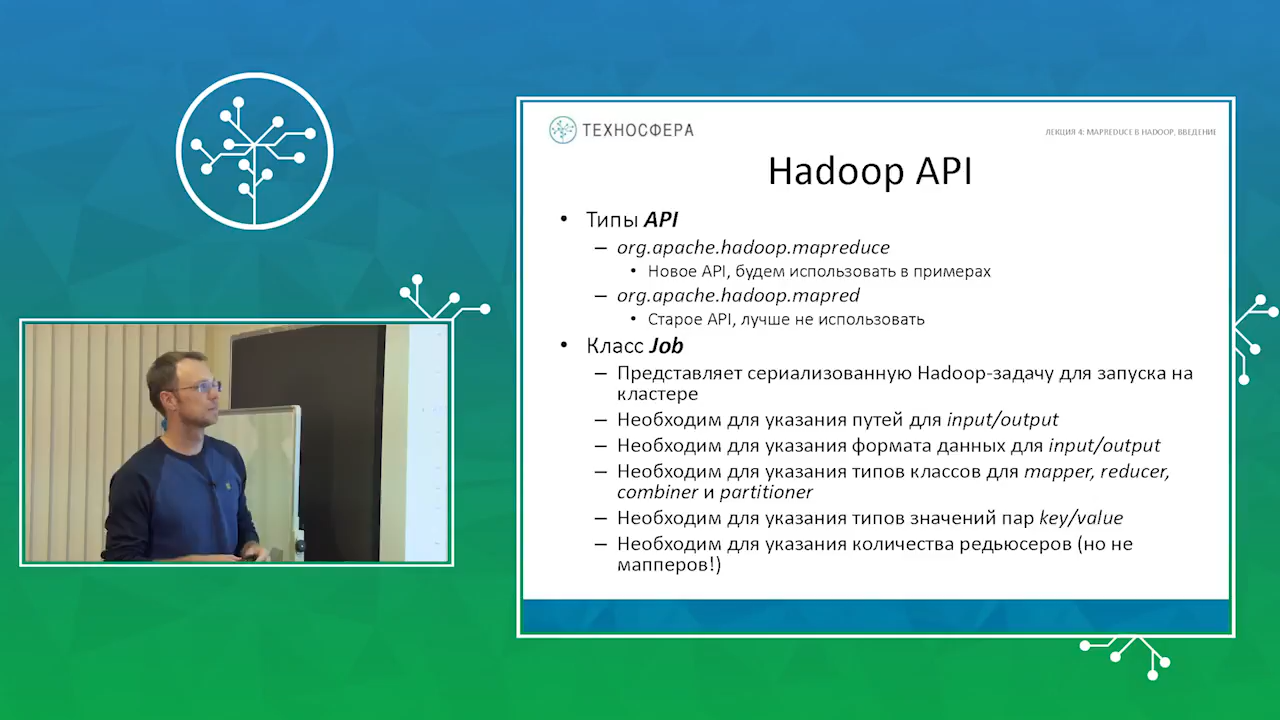 ТЕХНОСФЕРА
ЛЕКЦИЯ 4: MAPREDUCE В HADOOP, ВВЕДЕНИЕ
Hadoop API
• Типы API
– org.apache.hadoop.mapreduce
• Новое API, будем использовать в примерах
– org.apache.hadoop.mapred
• Старое API, лучше не использовать
• Класс Job
– Представляет сериализованную Hadoop-задачу для запуска на
кластере
– Необходим для указания путей для input/output
– Необходим для указания формата данных для input/output
– Необходим для указания типов классов для mapper, reducer,
combiner и partitioner
– Необходим для указания типов значений пар key/value
– Необходим для указания количества редьюсеров (но не
мапперов!)